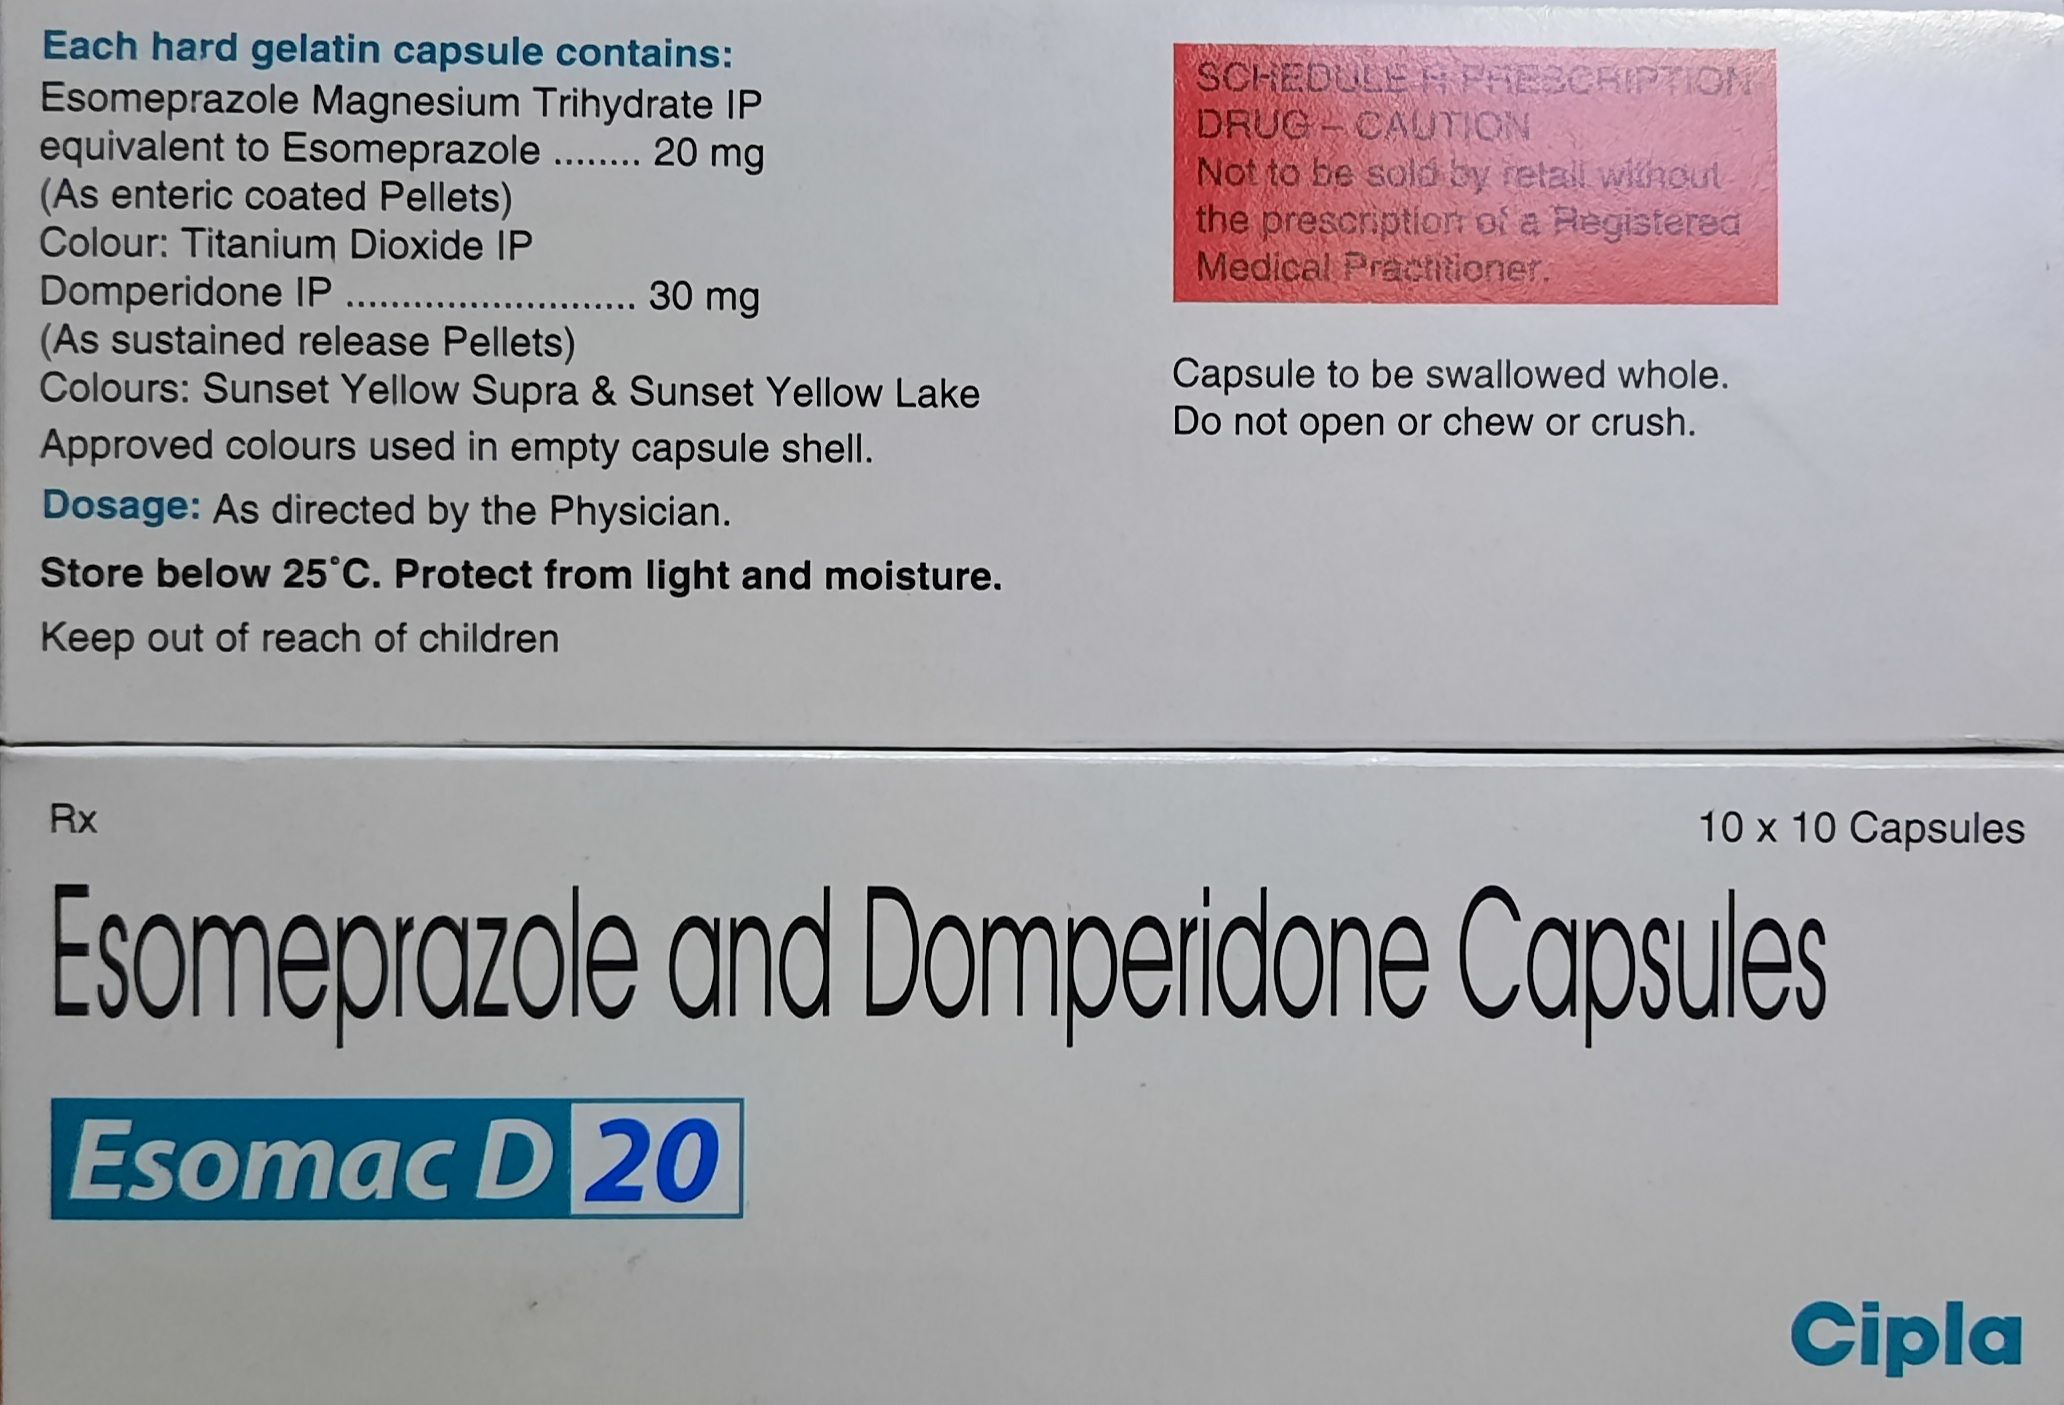 Each hard gelatin capsule contains:
Esomeprazole Magnesium Trihydrate IP
equivalent to Esomeprazole ........ 20 mg
(As enteric coated Pellets)
Colour: Titanium Dioxide IP
Domperidone IP .......................... 30 mg
(As sustained release Pellets)
Colours: Sunset Yellow Supra & Sunset Yellow Lake
Approved colours used in empty capsule shell.
Dosage: As directed by the Physician.
Store below 25°C. Protect from light and moisture.
Keep out of reach of children
SCHEDULE H PRESCRIPTION
DRUG – CAUTION
Not to be sold by retail without
the prescription of a Registered
Medical Practitioner.
Capsule to be swallowed whole.
Do not open or chew or crush.
Rx
10 x 10 Capsules
Esomeprazole and Domperidone Capsules
Esomac D 20
Cipla